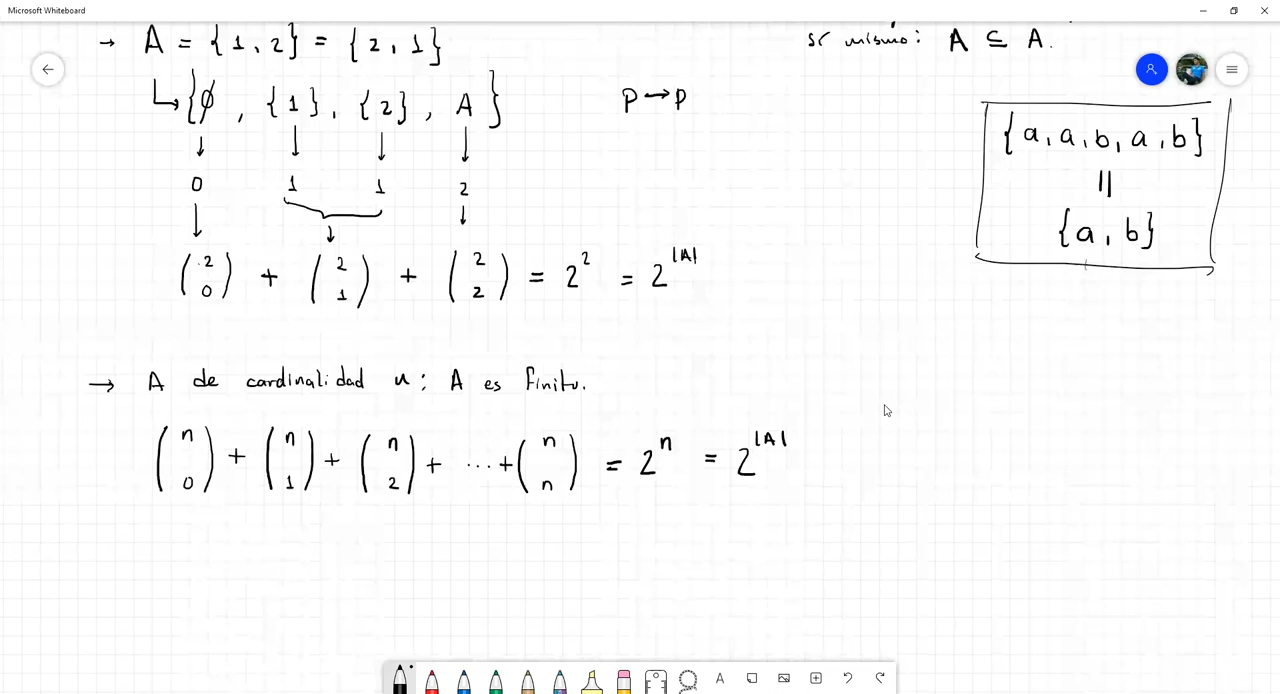 Microsoft Whiteboard
→ A = {1, 2} = {2, 1}
sí mismo: A ⊆ A.
{∅, {1}, {2}, A}
p → p
{a, a, b, a, b}
0 1 1 2
=
{a, b}
(2 0) + (2 1) + (2 2) = 2² = 2^|A|
→ A de cardinalidad n: A es finito.
(n 0) + (n 1) + (n 2) + ... + (n n) = 2^n = 2^|A|